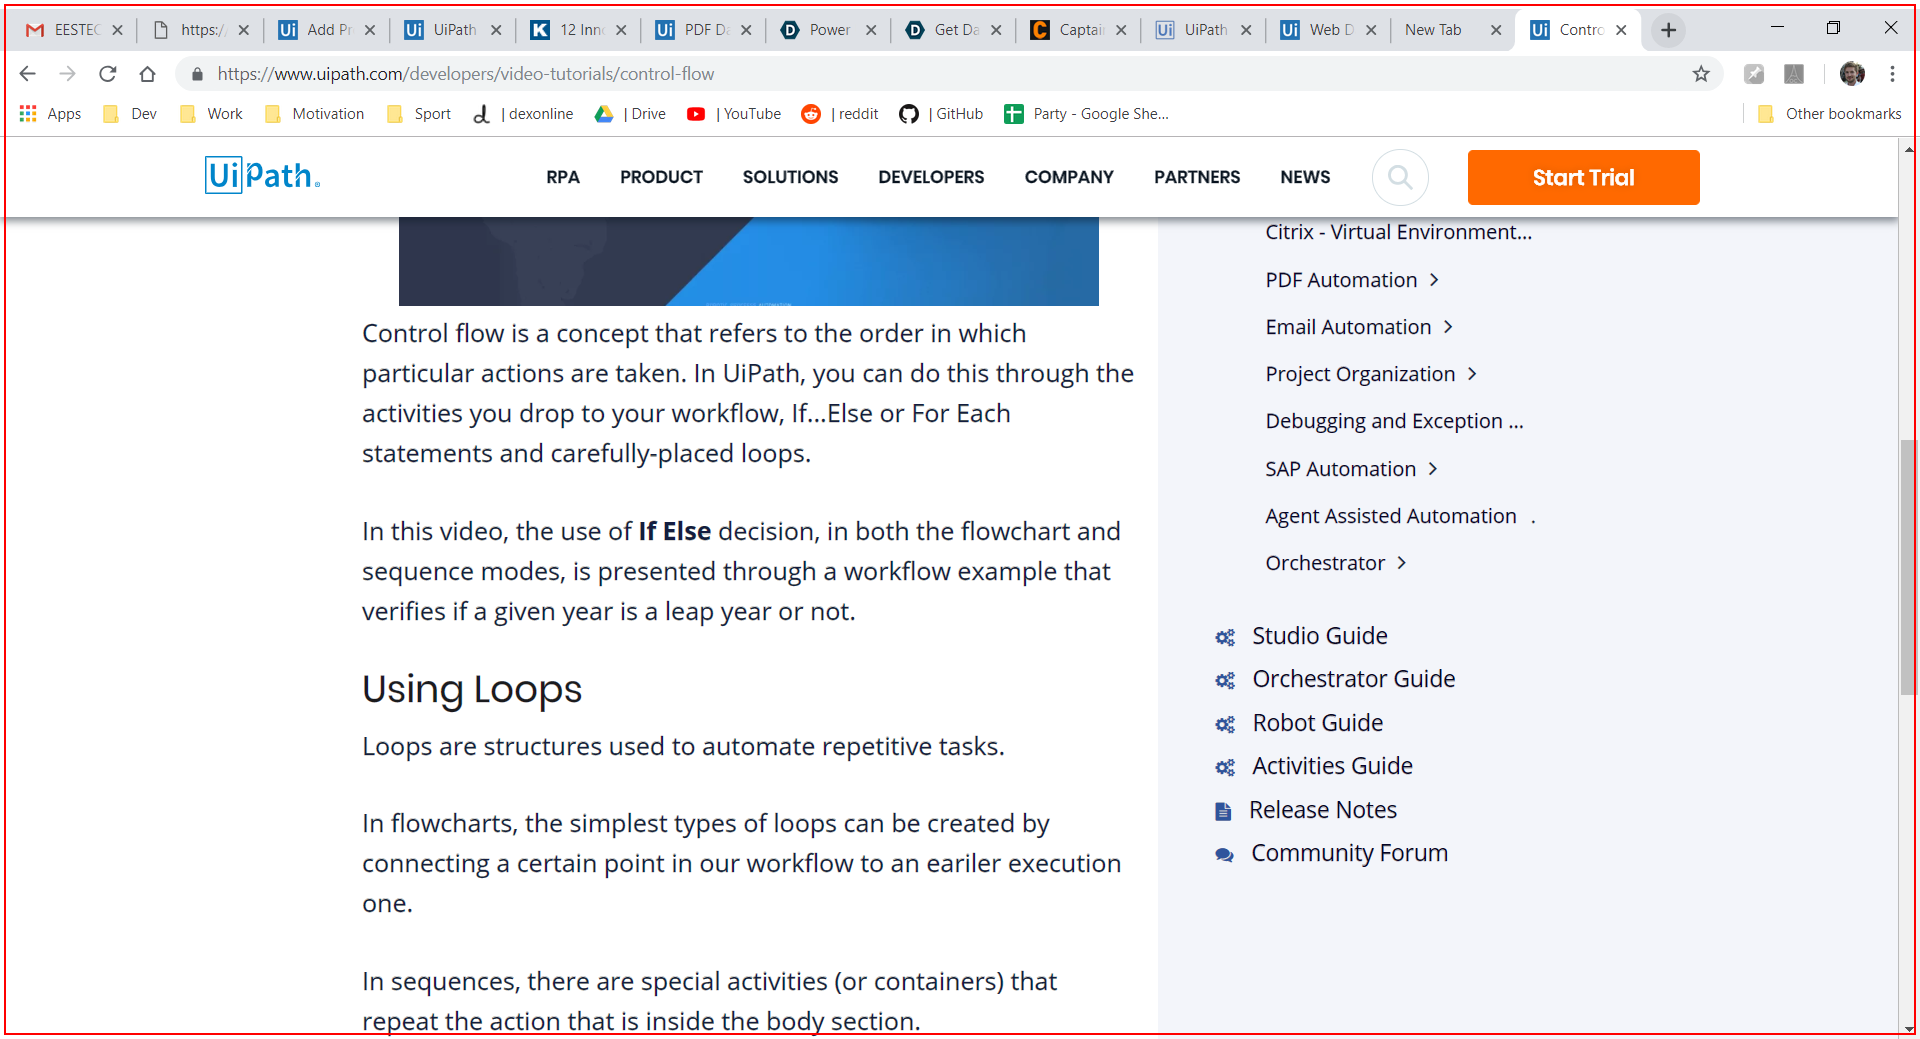 EESTEC
https:/
Add Pr
UiPath
12 Inno
PDF Da
Power
Get Da
Captain
UiPath
Web D
New Tab
Contro
https://www.uipath.com/developers/video-tutorials/control-flow
Apps Dev Work Motivation Sport | dexonline | Drive | YouTube | reddit | GitHub Party - Google She... Other bookmarks
UiPath RPA PRODUCT SOLUTIONS DEVELOPERS COMPANY PARTNERS NEWS Start Trial
Control flow is a concept that refers to the order in which
particular actions are taken. In UiPath, you can do this through the
activities you drop to your workflow, If...Else or For Each
statements and carefully-placed loops.
In this video, the use of If Else decision, in both the flowchart and
sequence modes, is presented through a workflow example that
verifies if a given year is a leap year or not.
Using Loops
Loops are structures used to automate repetitive tasks.
In flowcharts, the simplest types of loops can be created by
connecting a certain point in our workflow to an eariler execution
one.
In sequences, there are special activities (or containers) that
repeat the action that is inside the body section.
Citrix - Virtual Environment...
PDF Automation
Email Automation
Project Organization
Debugging and Exception ...
SAP Automation
Agent Assisted Automation .
Orchestrator
Studio Guide
Orchestrator Guide
Robot Guide
Activities Guide
Release Notes
Community Forum